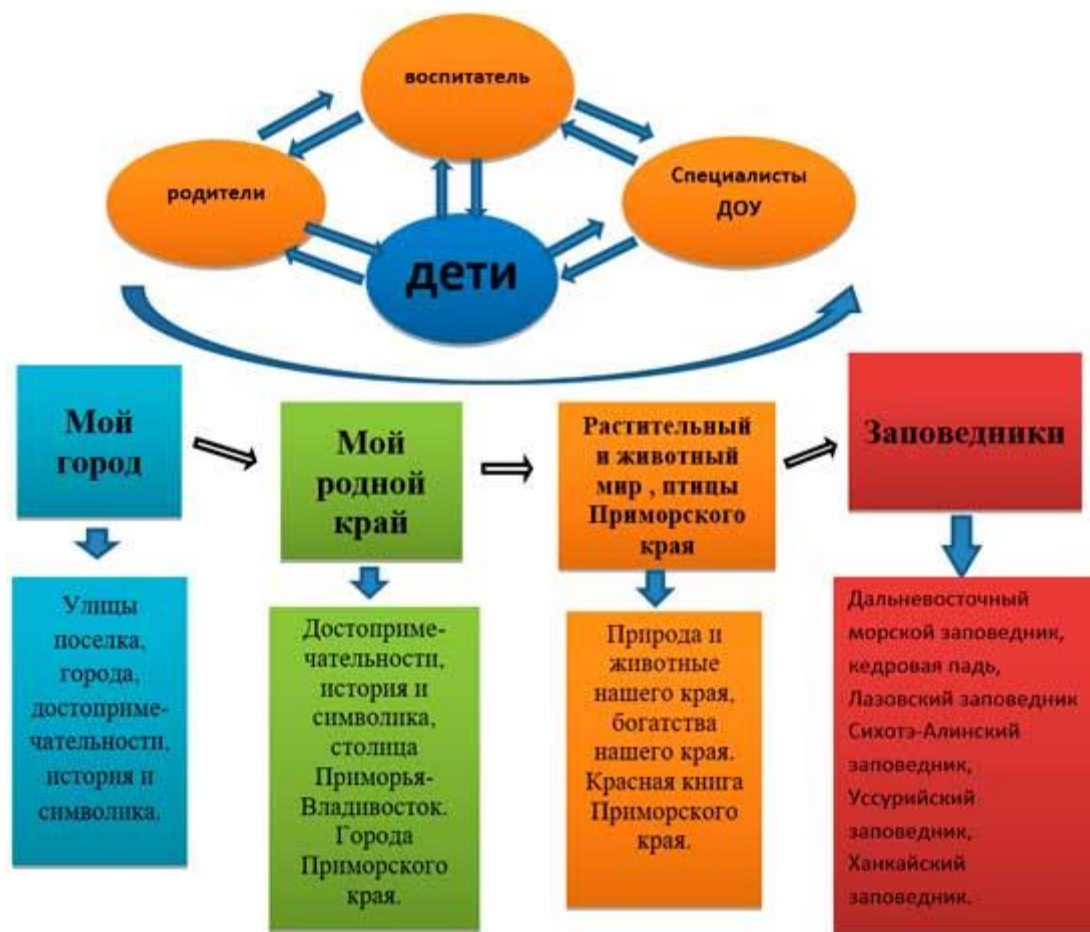 воспитатель
родители
Специалисты
ДОУ
дети
Мой
город
Мой
родной
край
Растительный
и животный
мир , птицы
Приморского
края
Заповедники
Улицы
поселка,
города,
достоприме-
чательности,
история и
символика.
Достоприме-
чательности,
история и
символика,
столица
Приморья-
Владивосток.
Города
Приморского
края.
Природа и
животные
нашего края,
богатства
нашего края.
Красная книга
Приморского
края.
Дальневосточный
морской заповедник,
кедровая падь,
Лазовский заповедник
Сихотэ-Алинский
заповедник,
Уссурийский
заповедник,
Ханкайский
заповедник.